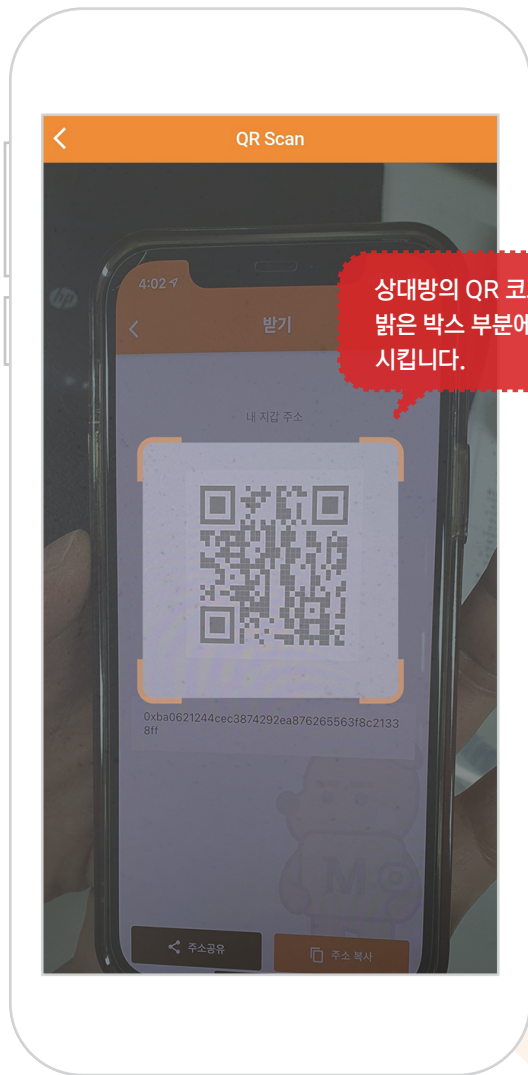 QR Scan
4:02
받기
상대방의 QR 코
밝은 박스 부분에
시킵니다.
내 지갑 주소
0xba0621244cec3874292ea876265563f8c2133
8ff
M
주소공유
주소 복사
hp